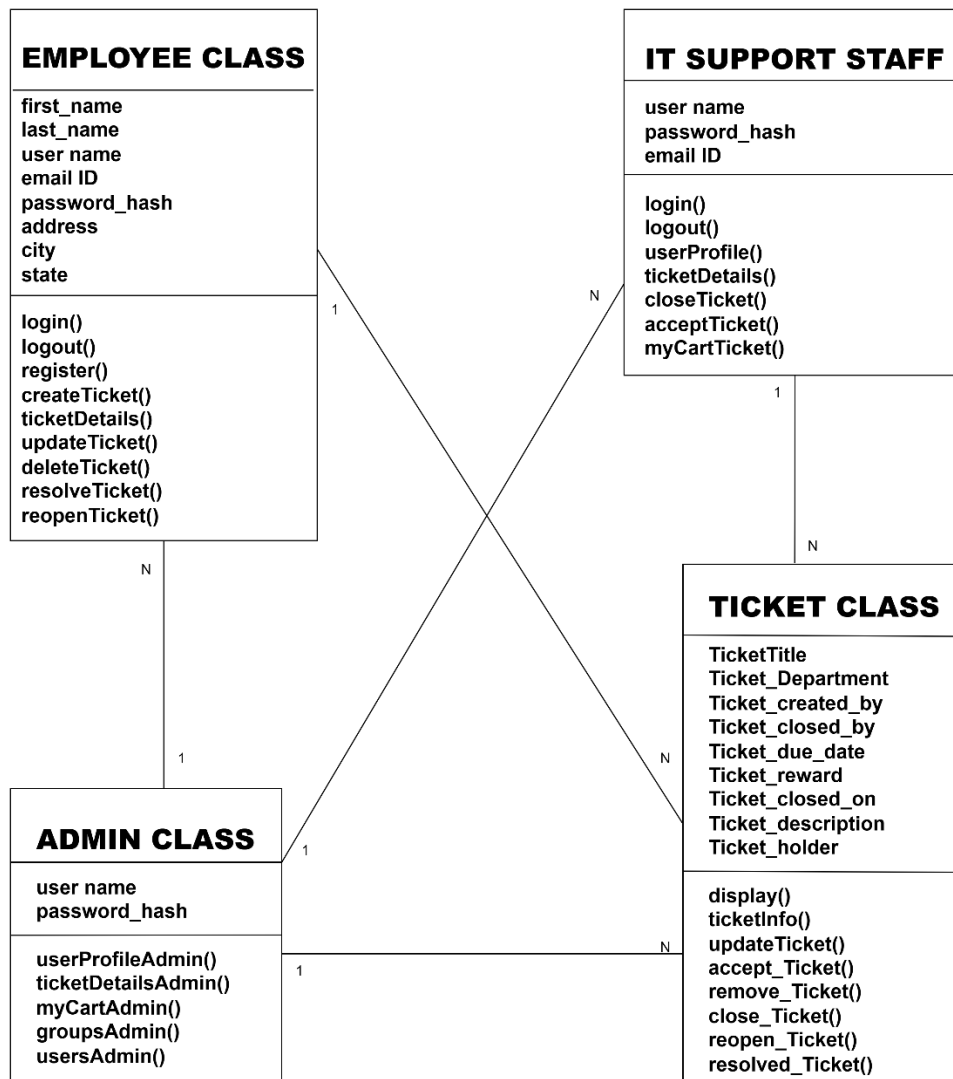 EMPLOYEE CLASS
first_name
last_name
user name
email ID
password_hash
address
city
state
login()
logout()
register()
createTicket()
ticketDetails()
updateTicket()
deleteTicket()
resolveTicket()
reopenTicket()
IT SUPPORT STAFF
user name
password_hash
email ID
login()
logout()
userProfile()
ticketDetails()
closeTicket()
acceptTicket()
myCartTicket()
1
N
1
N
N
1
N
1
1
N
ADMIN CLASS
user name
password_hash
userProfileAdmin()
ticketDetailsAdmin()
myCartAdmin()
groupsAdmin()
usersAdmin()
TICKET CLASS
TicketTitle
Ticket_Department
Ticket_created_by
Ticket_closed_by
Ticket_due_date
Ticket_reward
Ticket_closed_on
Ticket_description
Ticket_holder
display()
ticketInfo()
updateTicket()
accept_Ticket()
remove_Ticket()
close_Ticket()
reopen_Ticket()
resolved_Ticket()